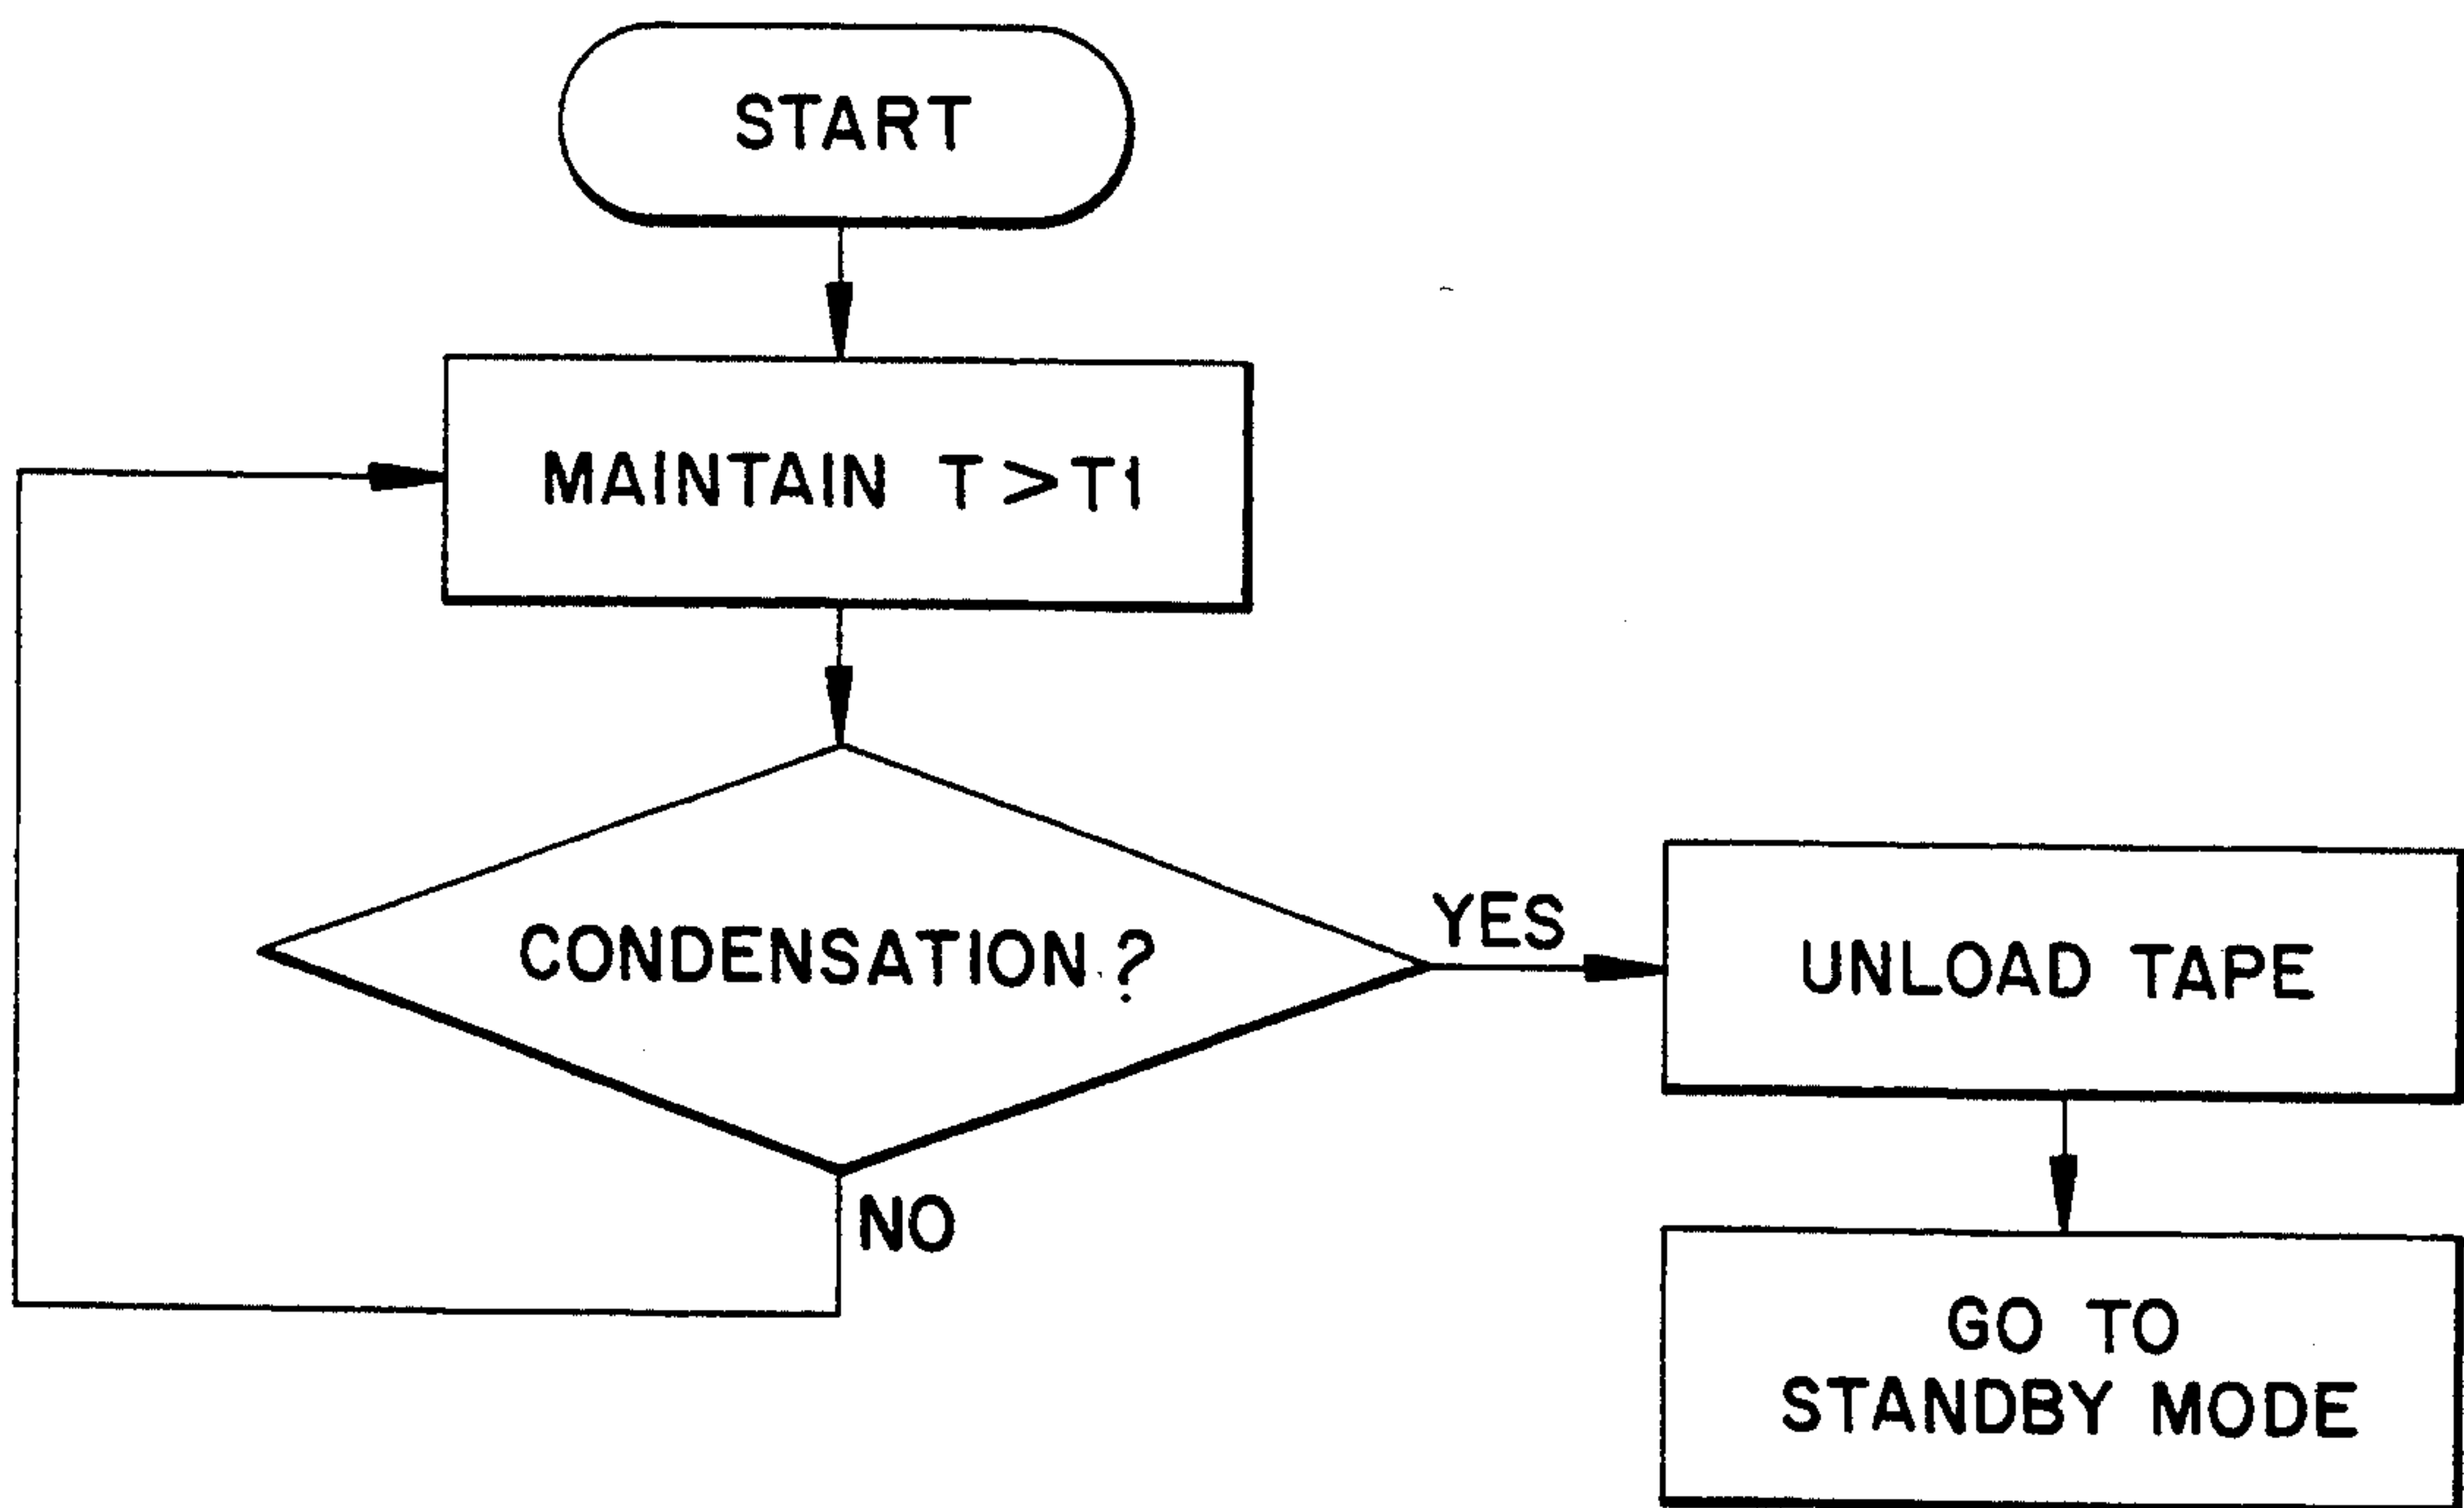 START
MAINTAIN T>T1
CONDENSATION ?
YES
UNLOAD TAPE
NO
GO TO
STANDBY MODE